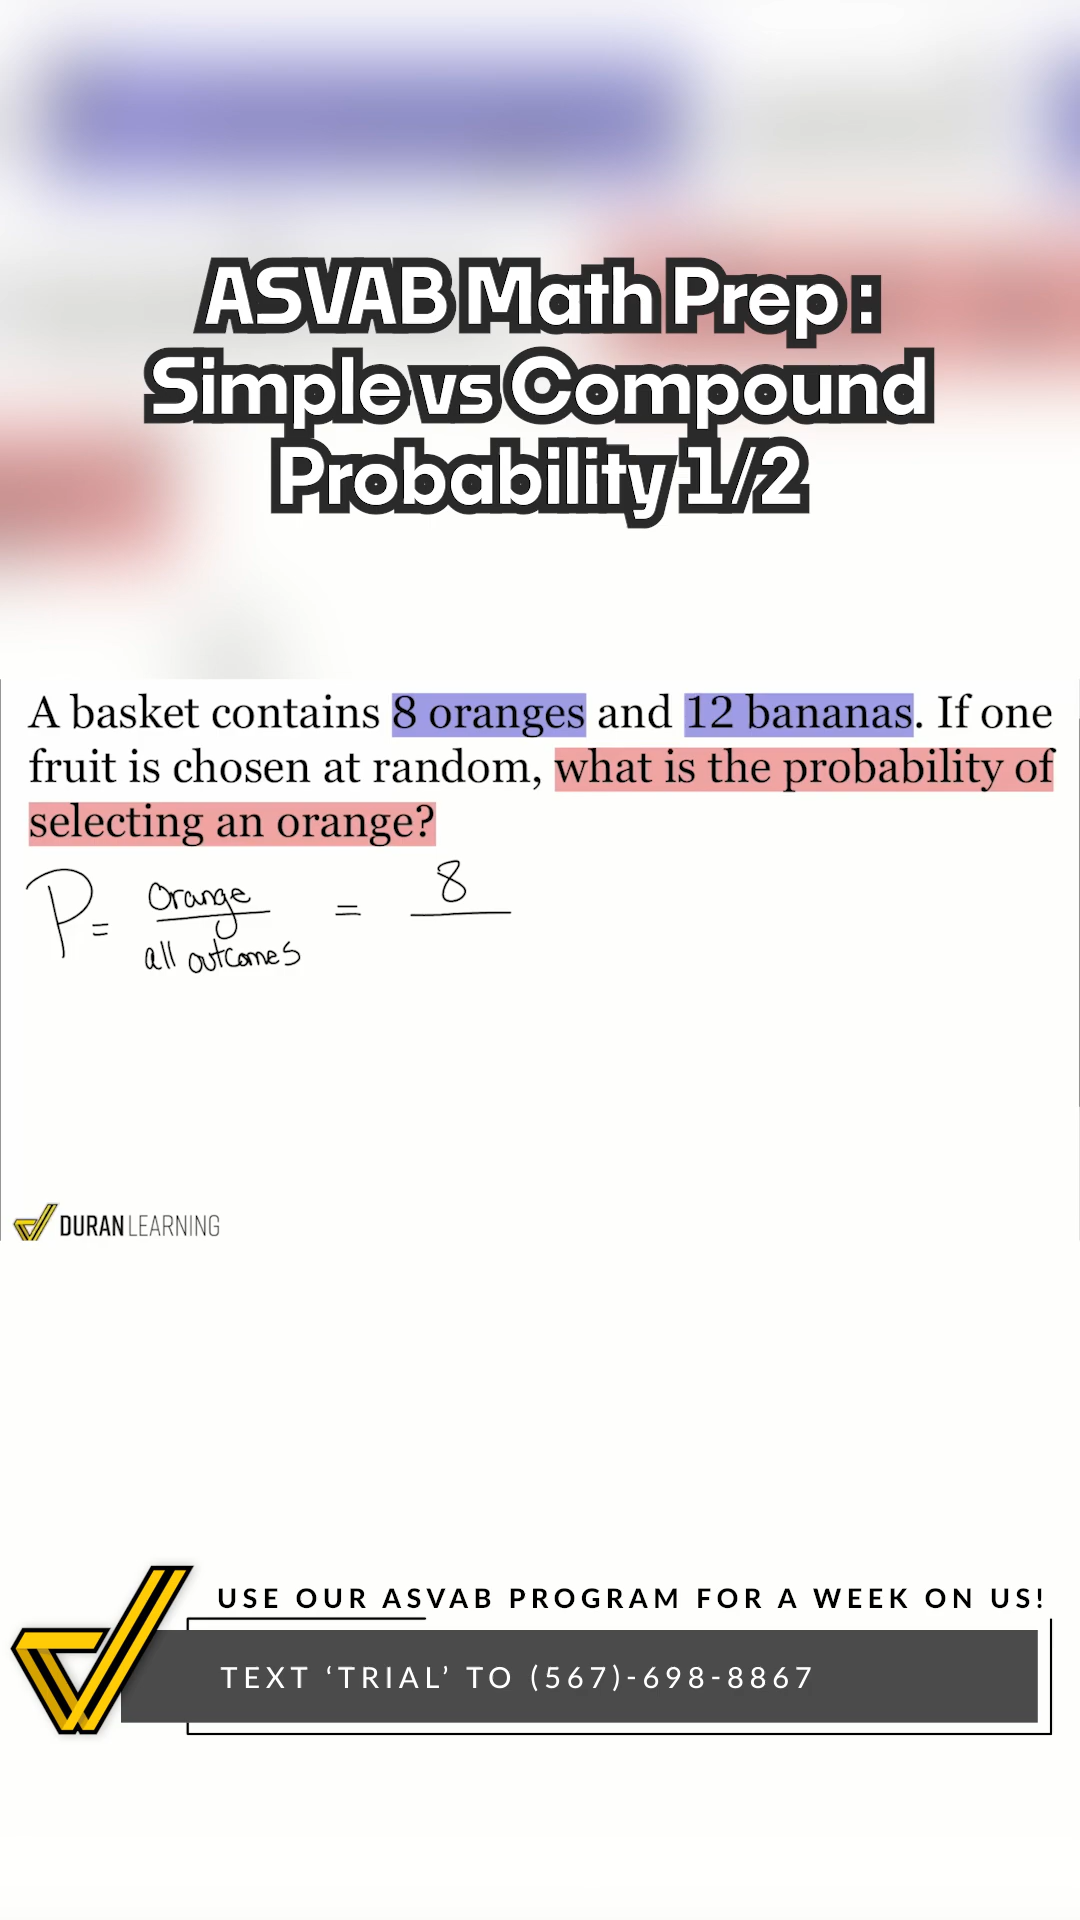 ASVAB Math Prep :
Simple vs Compound
Probability 1/2
A basket contains 8 oranges and 12 bananas. If one
fruit is chosen at random, what is the probability of
selecting an orange?
P = orange / all outcomes = 8
DURAN LEARNING
USE OUR ASVAB PROGRAM FOR A WEEK ON US!
TEXT ‘TRIAL’ TO (567)-698-8867